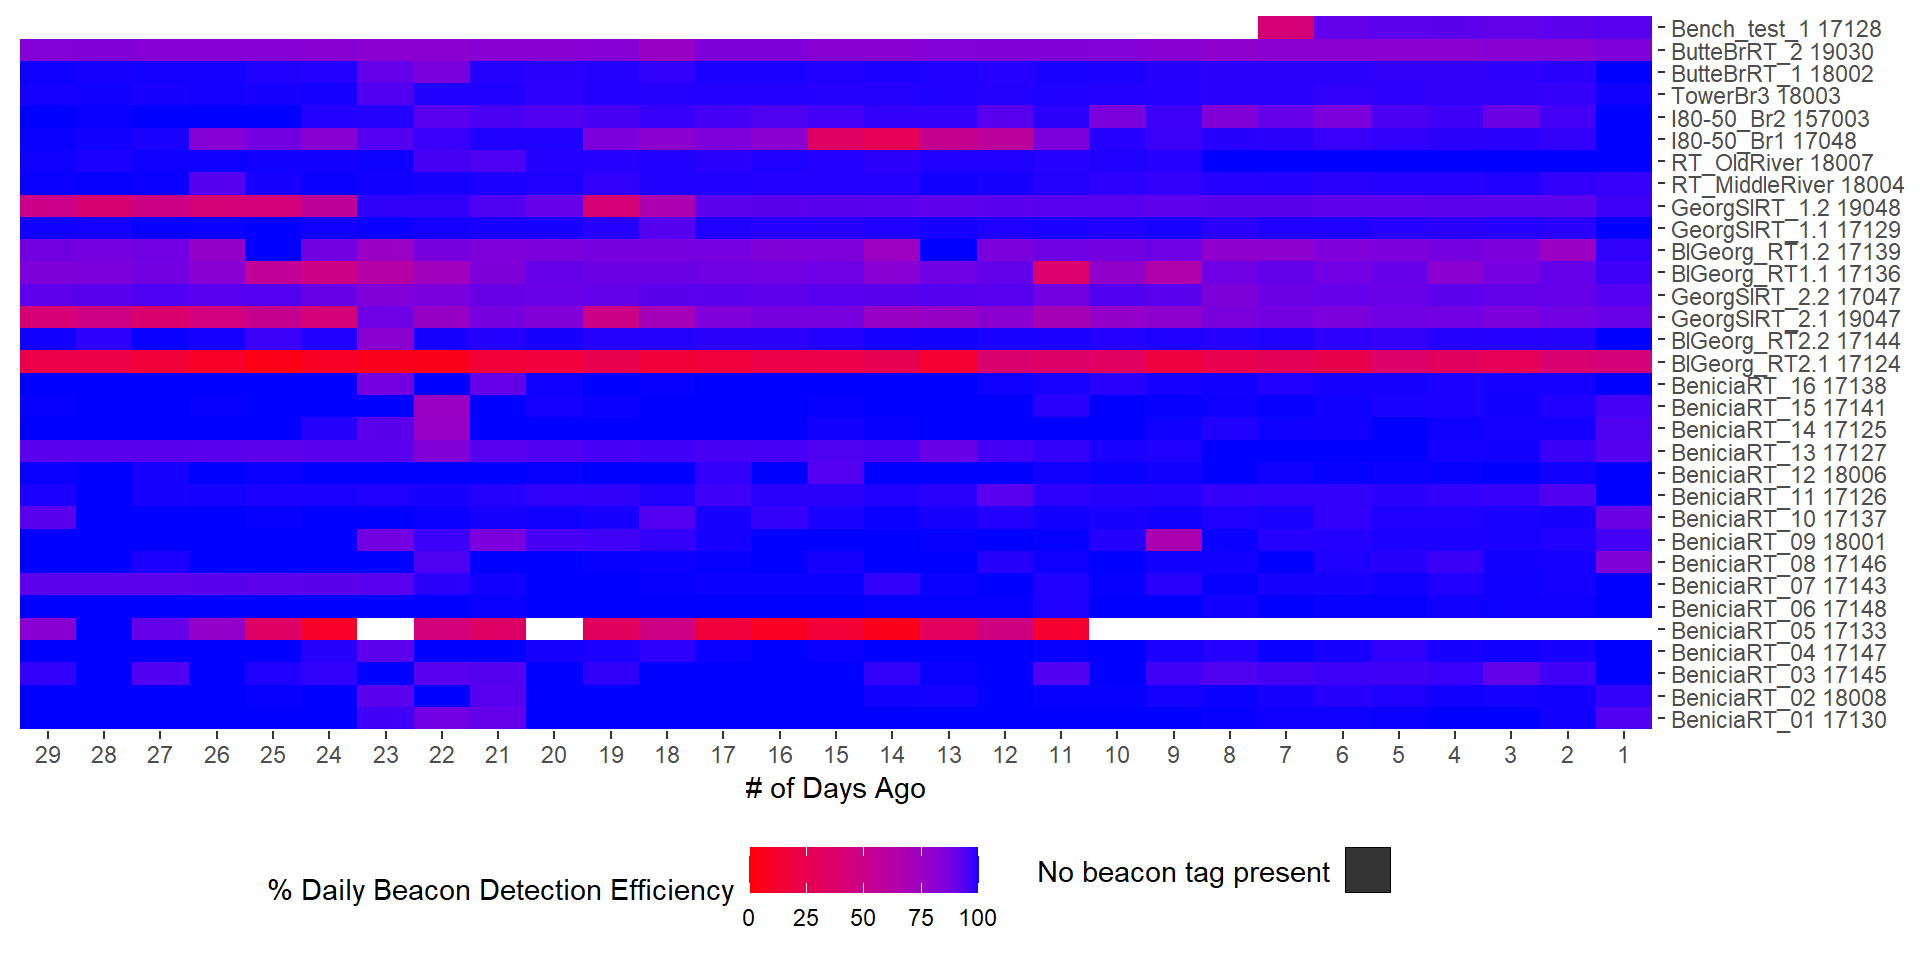 Bench_test_1 17128
ButteBrRT_2 19030
ButteBrRT_1 18002
TowerBr3 18003
I80-50_Br2 157003
I80-50_Br1 17048
RT_OldRiver 18007
RT_MiddleRiver 18004
GeorgSlRT_1.2 19048
GeorgSlRT_1.1 17129
BlGeorg_RT1.2 17139
BlGeorg_RT1.1 17136
GeorgSlRT_2.2 17047
GeorgSlRT_2.1 19047
BlGeorg_RT2.2 17144
BlGeorg_RT2.1 17124
BeniciaRT_16 17138
BeniciaRT_15 17141
BeniciaRT_14 17125
BeniciaRT_13 17127
BeniciaRT_12 18006
BeniciaRT_11 17126
BeniciaRT_10 17137
BeniciaRT_09 18001
BeniciaRT_08 17146
BeniciaRT_07 17143
BeniciaRT_06 17148
BeniciaRT_05 17133
BeniciaRT_04 17147
BeniciaRT_03 17145
BeniciaRT_02 18008
BeniciaRT_01 17130
29 28 27 26 25 24 23 22 21 20 19 18 17 16 15 14 13 12 11 10 9 8 7 6 5 4 3 2 1
# of Days Ago
% Daily Beacon Detection Efficiency
0 25 50 75 100
No beacon tag present